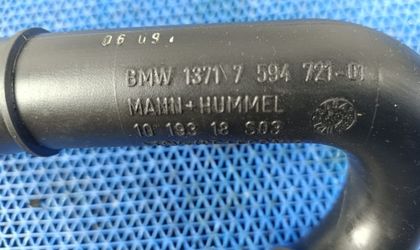 06 09
BMW 1371 7 594 721-01
MANN+HUMMEL
10 193 18 S03